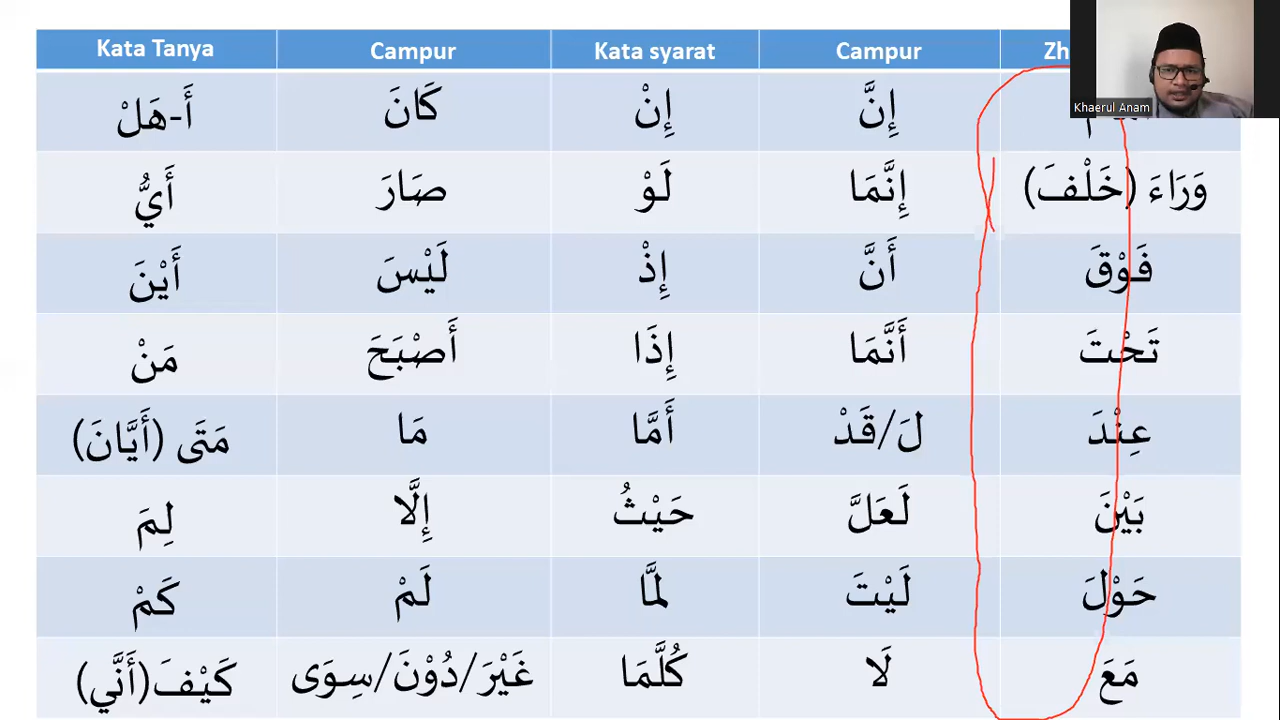 Kata Tanya Campur Kata syarat Campur Zh
Khaerul Anam
أَ-هَلْ كَانَ إِنْ إِنَّ
أَيُّ صَارَ لَوْ إِنَّمَا وَرَاءَ (خَلْفَ)
أَيْنَ لَيْسَ إِذْ أَنَّ فَوْقَ
مَنْ أَصْبَحَ إِذَا أَنَّمَا تَحْتَ
مَتَى (أَيَّانَ) مَا أَمَّا لَ/قَدْ عِنْدَ
لِمَ إِلَّا حَيْثُ لَعَلَّ بَيْنَ
كَمْ لَمْ لَمَّا لَيْتَ حَوْلَ
كَيْفَ(أَنَّي) غَيْرَ/دُوْنَ/سِوَى كُلَّمَا لَا مَعَ